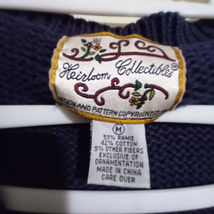 Heirloom Collectibles®
DESIGN AND PATTERN COPYRIGHTED
M
55% RAMIE
42% COTTON
5% OTHER FIBERS
EXCLUSIVE OF
ORNAMENTATION
MADE IN CHINA
CARE OVER